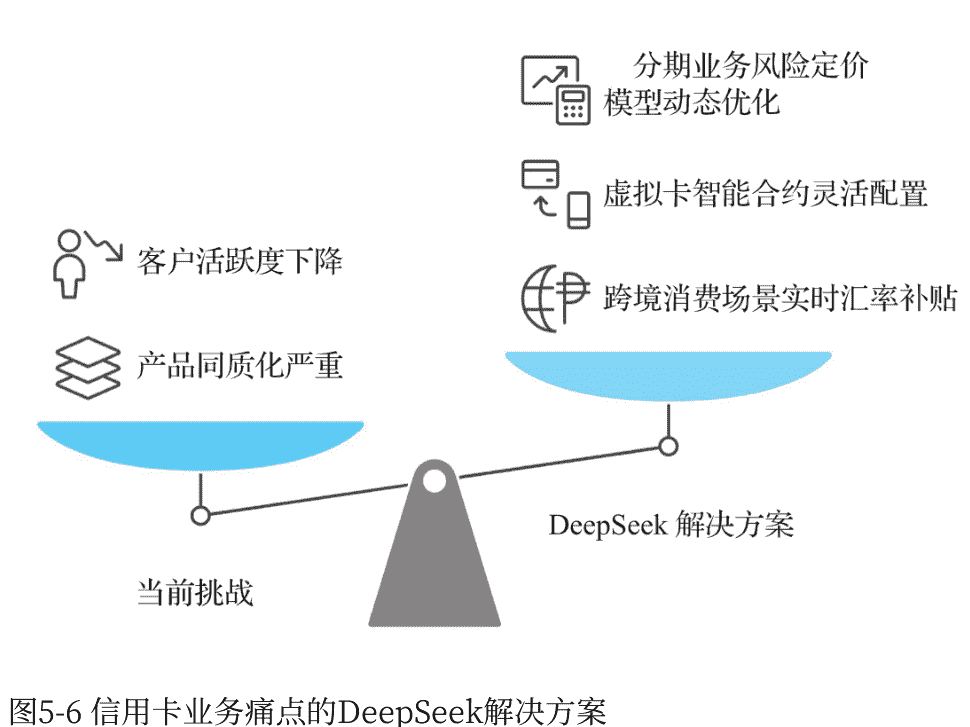 分期业务风险定价
模型动态优化
虚拟卡智能合约灵活配置
客户活跃度下降
跨境消费场景实时汇率补贴
产品同质化严重
DeepSeek 解决方案
当前挑战
图5-6 信用卡业务痛点的DeepSeek解决方案